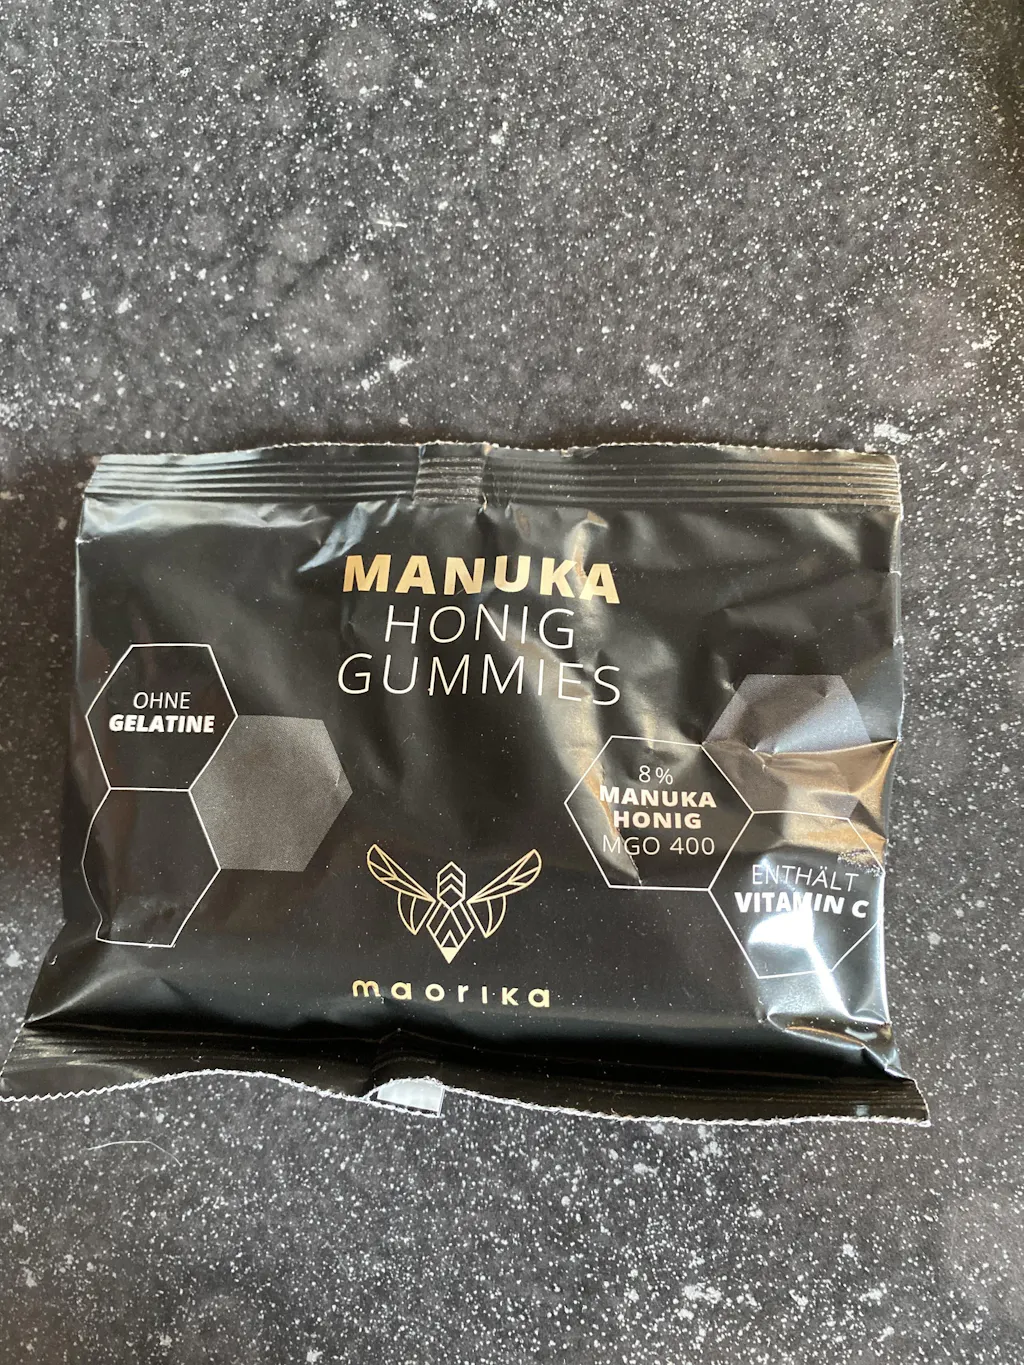 MANUKA
HONIG
GUMMIES
OHNE
GELATINE
8%
MANUKA
HONIG
MGO 400
ENTHÄLT
VITAMIN C
maorika